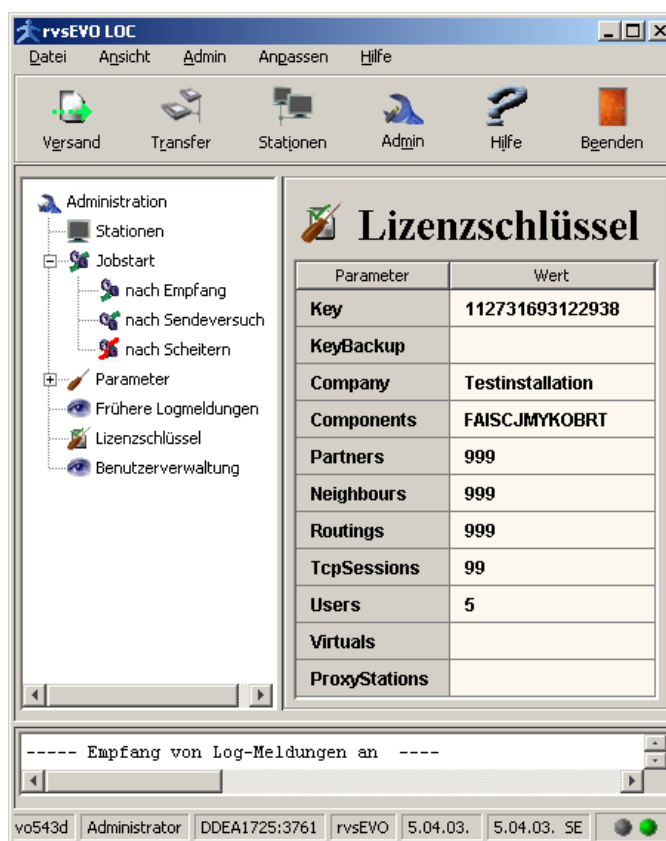 rvsEVO LOC
Datei Ansicht Admin Anpassen Hilfe
Versand Transfer Stationen Admin Hilfe Beenden
Administration
Stationen
Jobstart
nach Empfang
nach Sendeversuch
nach Scheitern
Parameter
Frühere Logmeldungen
Lizenzschlüssel
Benutzerverwaltung
Lizenzschlüssel
Parameter Wert
Key 112731693122938
KeyBackup
Company Testinstallation
Components FAISCJMYKOBRT
Partners 999
Neighbours 999
Routings 999
TcpSessions 99
Users 5
Virtuals
ProxyStations
----- Empfang von Log-Meldungen an ----
vo543d Administrator DDEA1725:3761 rvsEVO 5.04.03. 5.04.03. SE